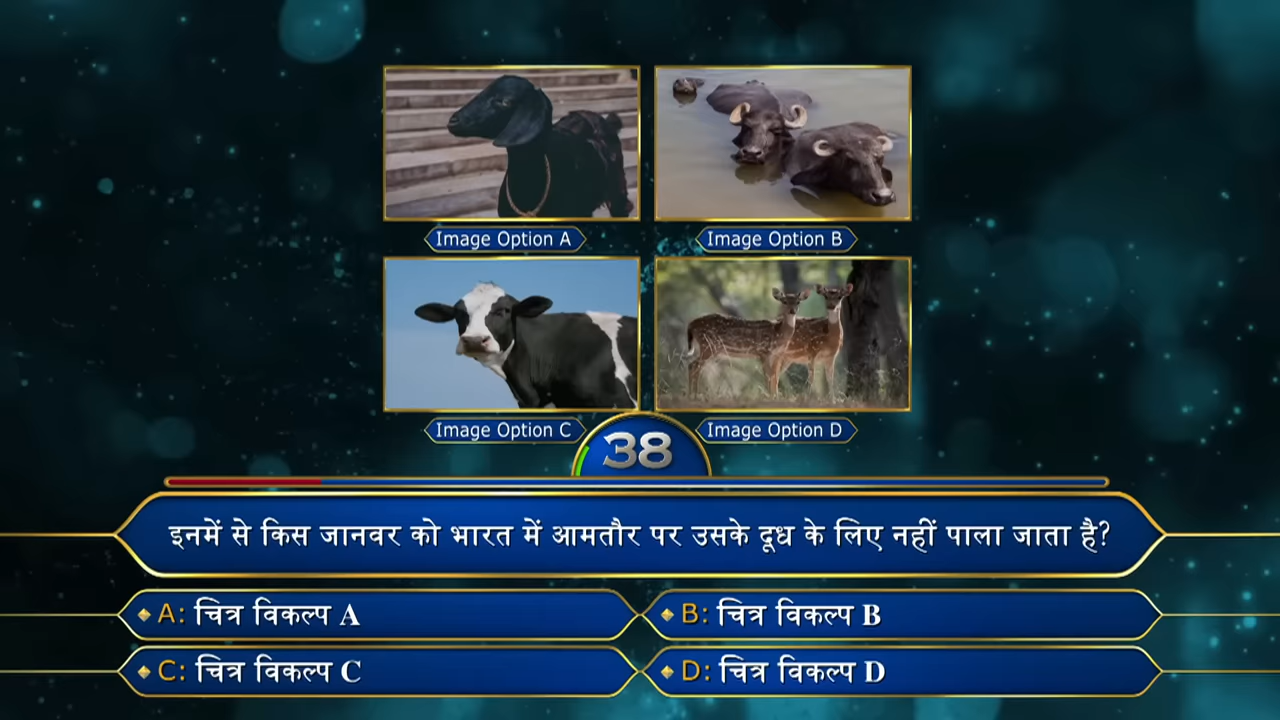 Image Option A
Image Option B
Image Option C
Image Option D
38
इनमें से किस जानवर को भारत में आमतौर पर उसके दूध के लिए नहीं पाला जाता है?
A: चित्र विकल्प A
B: चित्र विकल्प B
C: चित्र विकल्प C
D: चित्र विकल्प D